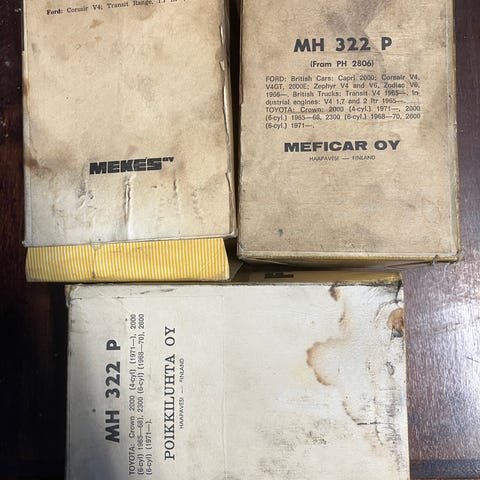 Ford: Corsair V4; Transit Range,
MEKES OY
MH 322 P
(Fram PH 2806)
FORD: British Cars: Capri 2000; Corsair V4,
V4GT, 2000E; Zephyr V4 and V6, Zodiac V6,
1966—, British Trucks: Transit V4 1965—. In-
dustrial engines: V4 1,7 and 2 ltr 1965—.
TOYOTA: Crown 2000 (4-cyl.) (1971—), 2000
(6-cyl.) 1965—68, 2300 (6-cyl.) 1968—70, 2600
(6-cyl.) 1971—.
MEFICAR OY
HAAPAVESI — FINLAND
MH 322 P
TOYOTA: Crown 2000 (4-cyl) (1971—), 2000
(6-cyl) 1965—68), 2300 (6-cyl) (1968—70), 2600
(6-cyl) (1971—).
POIKKILUHTA OY
HAAPAVESI — FINLAND